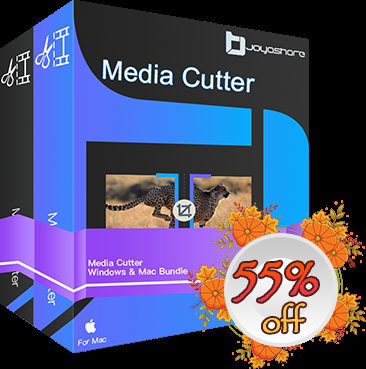 Joyoshare
Media Cutter
Media Cutter
Windows & Mac Bundle
For Mac
55%
off